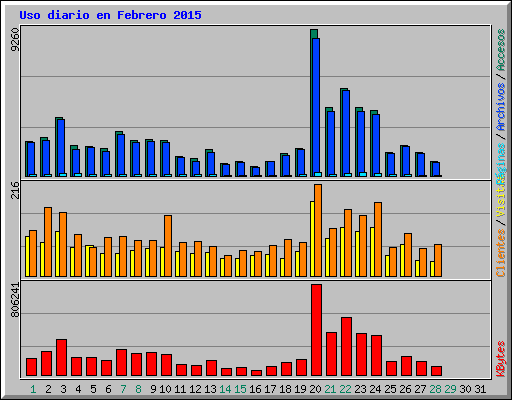 Uso diario en Febrero 2015
9260
216
806241
Accesos
/
Archivos
/
Páginas
Visitas
/
Clientes
KBytes
1 2 3 4 5 6 7 8 9 10 11 12 13 14 15 16 17 18 19 20 21 22 23 24 25 26 27 28 29 30 31